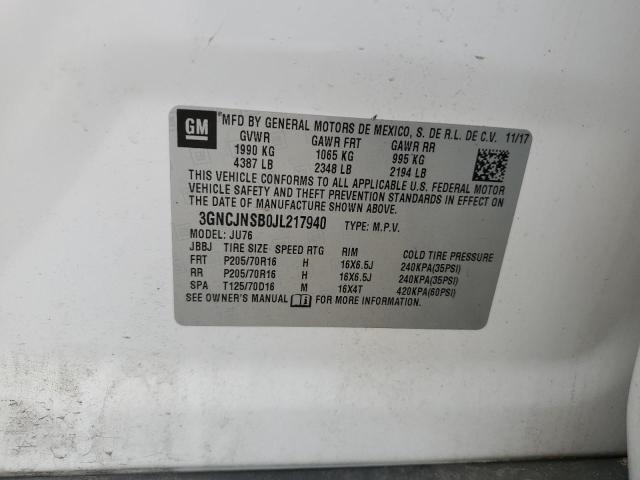 GM
*MFD BY GENERAL MOTORS DE MEXICO, S. DE R.L. DE C.V. 11/17
GVWR GAWR FRT GAWR RR
1990 KG 1065 KG 995 KG
4387 LB 2348 LB 2194 LB
THIS VEHICLE CONFORMS TO ALL APPLICABLE U.S. FEDERAL MOTOR
VEHICLE SAFETY AND THEFT PREVENTION STANDARDS IN EFFECT ON
THE DATE OF MANUFACTURE SHOWN ABOVE.
3GNCJNSB0JL217940 TYPE: M.P.V.
MODEL: JU76
JBBJ TIRE SIZE SPEED RTG RIM COLD TIRE PRESSURE
FRT P205/70R16 H 16X6.5J 240KPA(35PSI)
RR P205/70R16 H 16X6.5J 240KPA(35PSI)
SPA T125/70D16 M 16X4T 420KPA(60PSI)
SEE OWNER'S MANUAL FOR MORE INFORMATION.